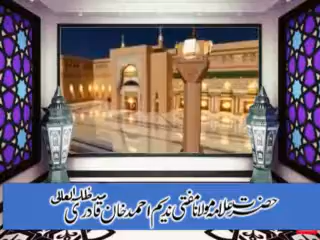 حضرت علامہ مولانا مفتی ندیم احمد خان قادری مدظلہ العالی